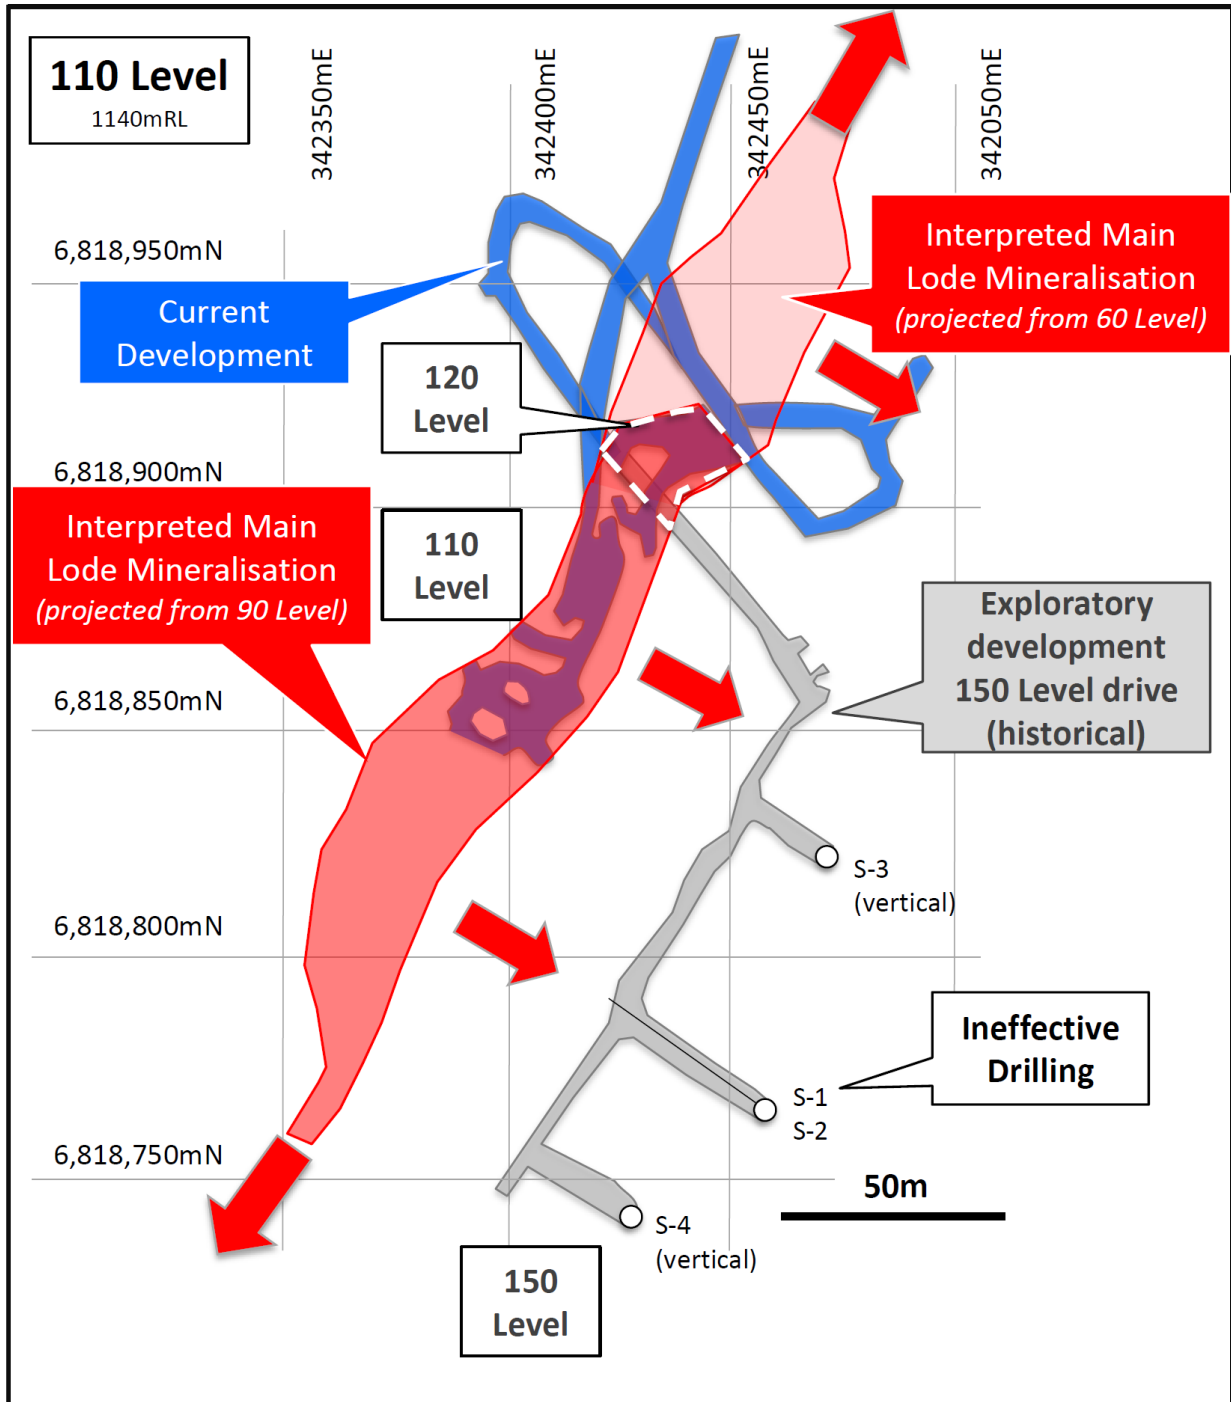 110 Level
1140mRL
342350mE
342400mE
342450mE
342050mE
6,818,950mN
Interpreted Main
Lode Mineralisation
(projected from 60 Level)
Current
Development
120
Level
6,818,900mN
Interpreted Main
Lode Mineralisation
(projected from 90 Level)
110
Level
Exploratory
development
150 Level drive
(historical)
6,818,850mN
S-3
(vertical)
6,818,800mN
Ineffective
Drilling
S-1
S-2
6,818,750mN
50m
S-4
(vertical)
150
Level